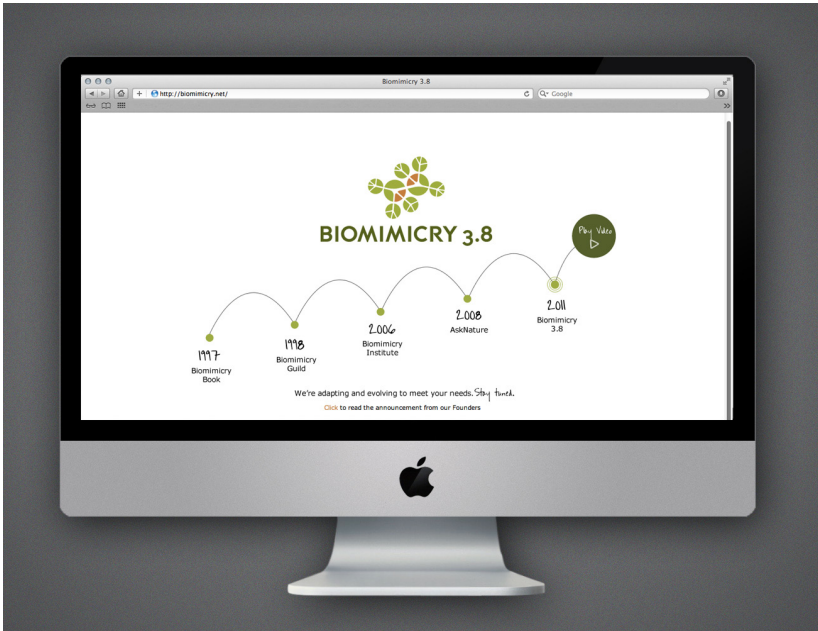 Biomimicry 3.8
http://biomimicry.net/
Google
BIOMIMICRY 3.8
Play Video
1997
Biomimicry
Book
1998
Biomimicry
Guild
2006
Biomimicry
Institute
2008
AskNature
2011
Biomimicry
3.8
We're adapting and evolving to meet your needs. Stay tuned.
Click to read the announcement from our Founders